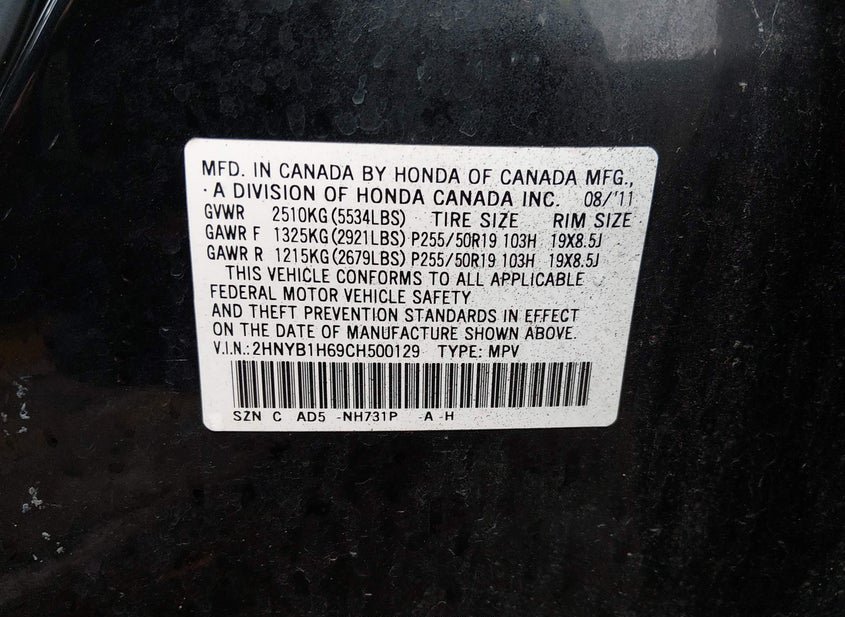 MFD. IN CANADA BY HONDA OF CANADA MFG.,
·A DIVISION OF HONDA CANADA INC. 08/'11
GVWR 2510KG(5534LBS) TIRE SIZE RIM SIZE
GAWR F 1325KG(2921LBS) P255/50R19 103H 19X8.5J
GAWR R 1215KG(2679LBS) P255/50R19 103H 19X8.5J
THIS VEHICLE CONFORMS TO ALL APPLICABLE
FEDERAL MOTOR VEHICLE SAFETY
AND THEFT PREVENTION STANDARDS IN EFFECT
ON THE DATE OF MANUFACTURE SHOWN ABOVE.
V.I.N.:2HNYB1H69CH500129 TYPE: MPV
SZN C AD5 -NH731P -A-H